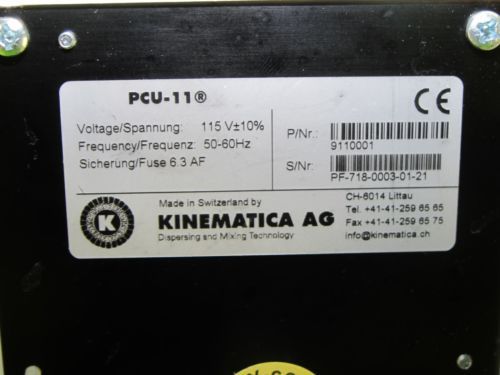 PCU-11®
CE
Voltage/Spannung: 115 V±10%
Frequency/Frequenz: 50-60Hz
Sicherung/Fuse 6.3 AF
P/Nr.:
9110001
S/Nr:
PF-718-0003-01-21
K
Made in Switzerland by
KINEMATICA AG
Dispersing and Mixing Technology
CH-6014 Littau
Tel. +41-41-259 65 65
Fax +41-41-259 65 75
info@kinematica.ch